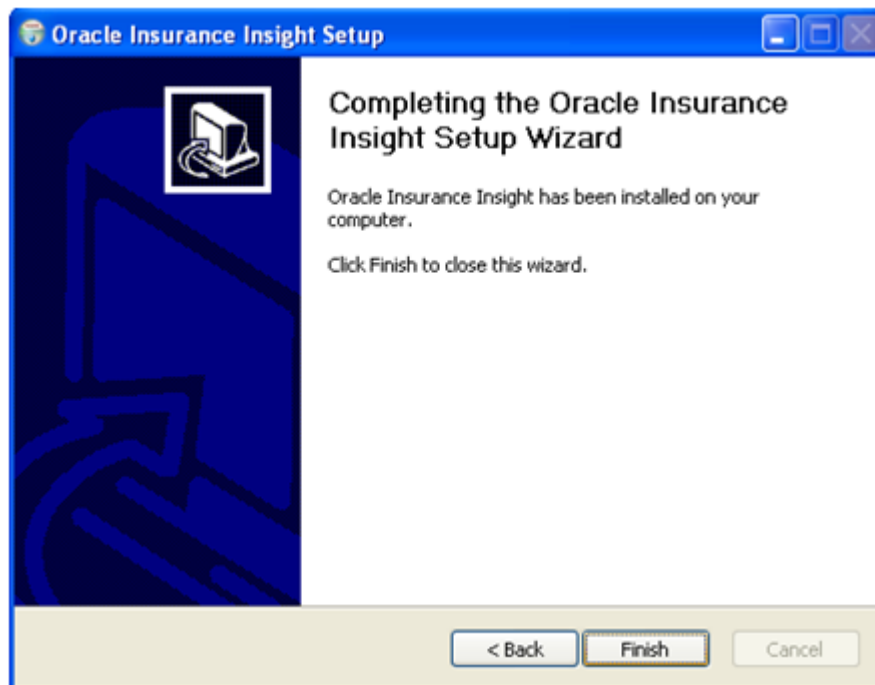 Oracle Insurance Insight Setup
Completing the Oracle Insurance
Insight Setup Wizard
Oracle Insurance Insight has been installed on your
computer.
Click Finish to close this wizard.
< Back
Finish
Cancel